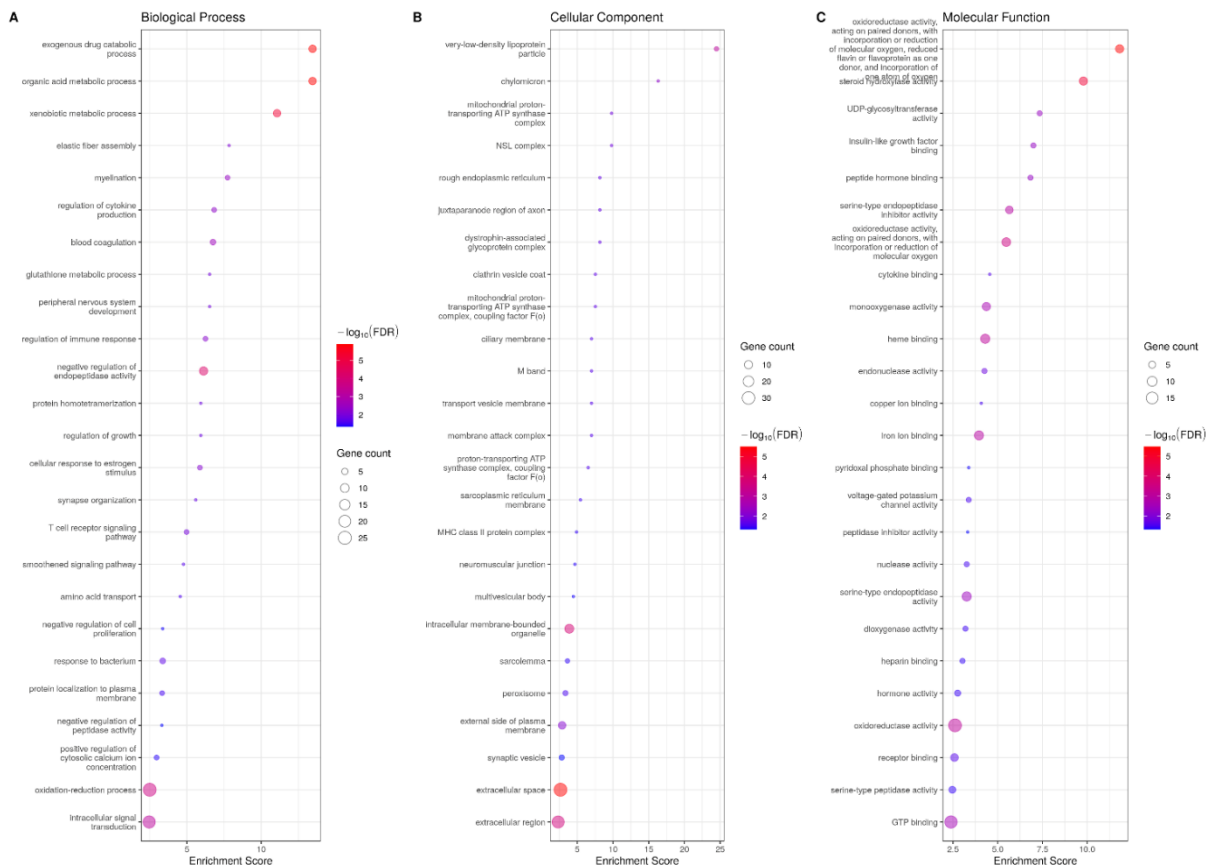 A
Biological Process
exogenous drug catabolic
process
organic acid metabolic process
xenobiotic metabolic process
elastic fiber assembly
myelination
regulation of cytokine
production
blood coagulation
glutathione metabolic process
peripheral nervous system
development
regulation of immune response
negative regulation of
endopeptidase activity
protein homotetramerization
regulation of growth
cellular response to estrogen
stimulus
synapse organization
T cell receptor signaling
pathway
smoothened signaling pathway
amino acid transport
negative regulation of cell
proliferation
response to bacterium
protein localization to plasma
membrane
negative regulation of
peptidase activity
positive regulation of
cytosolic calcium ion
concentration
oxidation-reduction process
intracellular signal
transduction
5 10
Enrichment Score
−log10(FDR)
5
4
3
2
Gene count
5
10
15
20
25
B
Cellular Component
very-low-density lipoprotein
particle
chylomicron
mitochondrial proton-
transporting ATP synthase
complex
NSL complex
rough endoplasmic reticulum
juxtaparanode region of axon
dystrophin-associated
glycoprotein complex
clathrin vesicle coat
mitochondrial proton-
transporting ATP synthase
complex, coupling factor F(o)
ciliary membrane
M band
transport vesicle membrane
membrane attack complex
proton-transporting ATP
synthase complex, coupling
factor F(o)
sarcoplasmic reticulum
membrane
MHC class II protein complex
neuromuscular junction
multivesicular body
intracellular membrane-bounded
organelle
sarcolemma
peroxisome
external side of plasma
membrane
synaptic vesicle
extracellular space
extracellular region
5 10 15 20 25
Enrichment Score
Gene count
10
20
30
−log10(FDR)
5
4
3
2
C
Molecular Function
oxidoreductase activity,
acting on paired donors, with
incorporation or reduction
of molecular oxygen, reduced
flavin or flavoprotein as one
donor, and incorporation of
one atom of oxygen
steroid hydroxylase activity
UDP-glycosyltransferase
activity
insulin-like growth factor
binding
peptide hormone binding
serine-type endopeptidase
inhibitor activity
oxidoreductase activity,
acting on paired donors, with
incorporation or reduction of
molecular oxygen
cytokine binding
monooxygenase activity
heme binding
endonuclease activity
copper ion binding
iron ion binding
pyridoxal phosphate binding
voltage-gated potassium
channel activity
peptidase inhibitor activity
nuclease activity
serine-type endopeptidase
activity
dioxygenase activity
heparin binding
hormone activity
oxidoreductase activity
receptor binding
serine-type peptidase activity
GTP binding
2.5 5.0 7.5 10.0
Enrichment Score
Gene count
5
10
15
−log10(FDR)
5
4
3
2